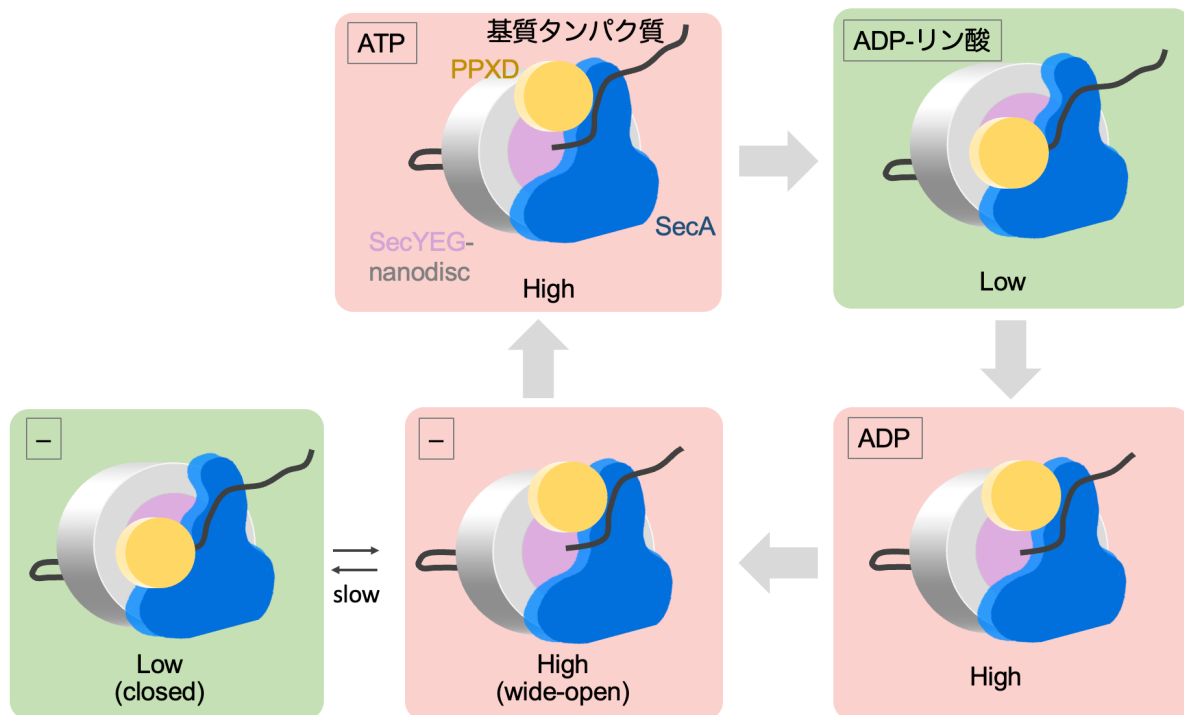 ATP
基質タンパク質
PPXD
SecYEG-
nanodisc
SecA
High
ADP-リン酸
Low
–
Low
(closed)
slow
–
High
(wide-open)
ADP
High